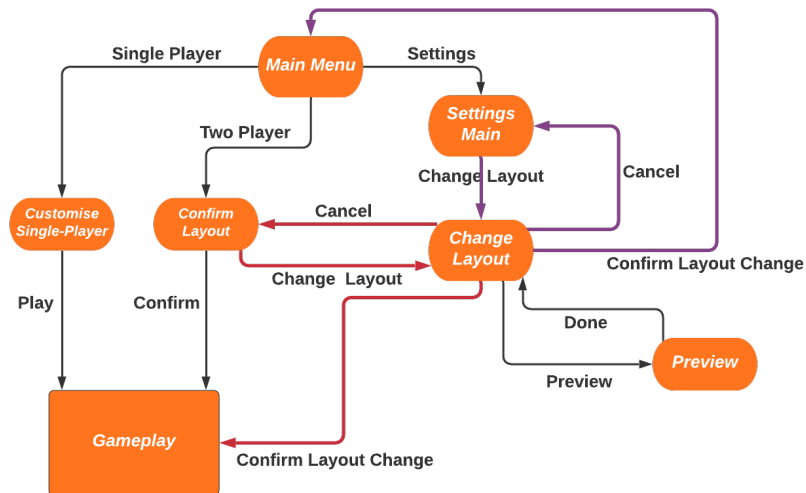 Single Player
Main Menu
Settings
Settings
Main
Two Player
Change Layout
Cancel
Customise
Single-Player
Confirm
Layout
Cancel
Change
Layout
Change Layout
Confirm Layout Change
Play
Confirm
Done
Preview
Preview
Gameplay
Confirm Layout Change